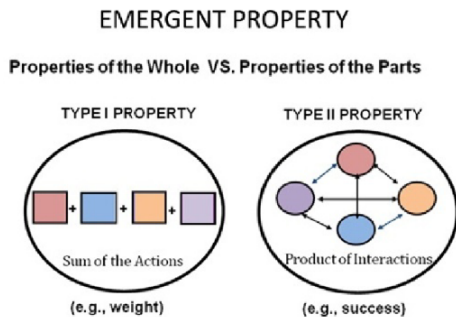 EMERGENT PROPERTY
Properties of the Whole VS. Properties of the Parts
TYPE I PROPERTY
+ + +
Sum of the Actions
(e.g., weight)
TYPE II PROPERTY
Product of Interactions
(e.g., success)